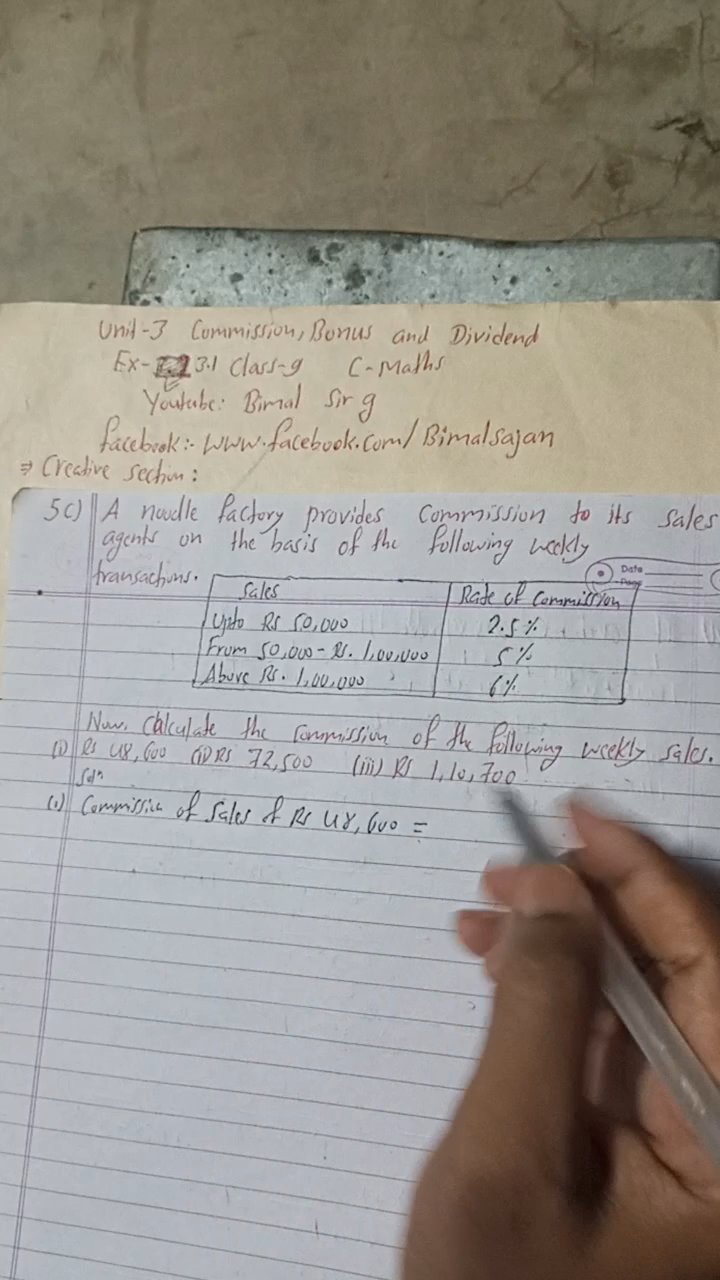 Unit-3 Commission, Bonus and Dividend
Ex- 3.1 Class-9 C-Maths
Youtube: Bimal Sir g
facebook:- www.facebook.com/Bimalsajan
⇒ Creative section:
5c) A noodle factory provides commission to its sales
agents on the basis of the following weekly
transactions.
Date
Page
Sales Rate of Commission
Upto Rs 50,000 2.5%
From 50,000 - Rs. 1,00,000 5%
Above Rs. 1,00,000 6%
Now, Calculate the commission of the following weekly sales.
(i) Rs 48,600 (ii) Rs 72,500 (iii) Rs 1,10,700
Solⁿ
(i) Commission of Sales of Rs 48,600 =